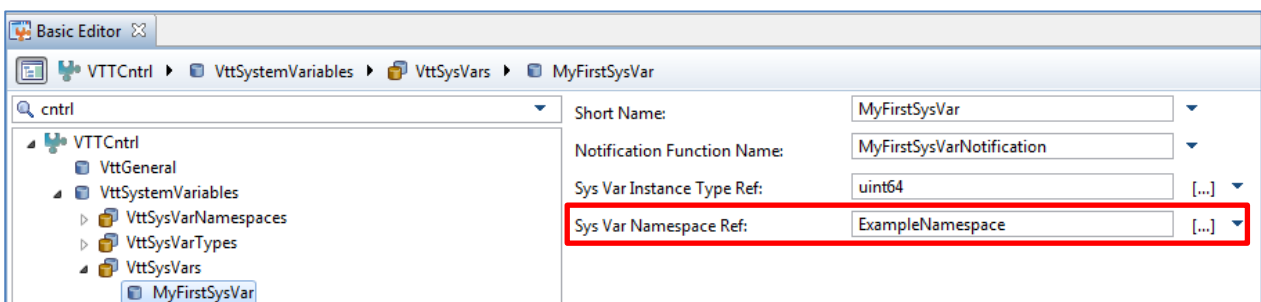 Basic Editor
VTTCntrl VttSystemVariables VttSysVars MyFirstSysVar
cntrl
VTTCntrl
VttGeneral
VttSystemVariables
VttSysVarNamespaces
VttSysVarTypes
VttSysVars
MyFirstSysVar
Short Name: MyFirstSysVar
Notification Function Name: MyFirstSysVarNotification
Sys Var Instance Type Ref: uint64 [...]
Sys Var Namespace Ref: ExampleNamespace [...]